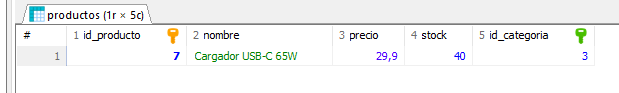 productos (1r × 5c)
# 1 id_producto 2 nombre 3 precio 4 stock 5 id_categoria
1 7 Cargador USB-C 65W 29,9 40 3